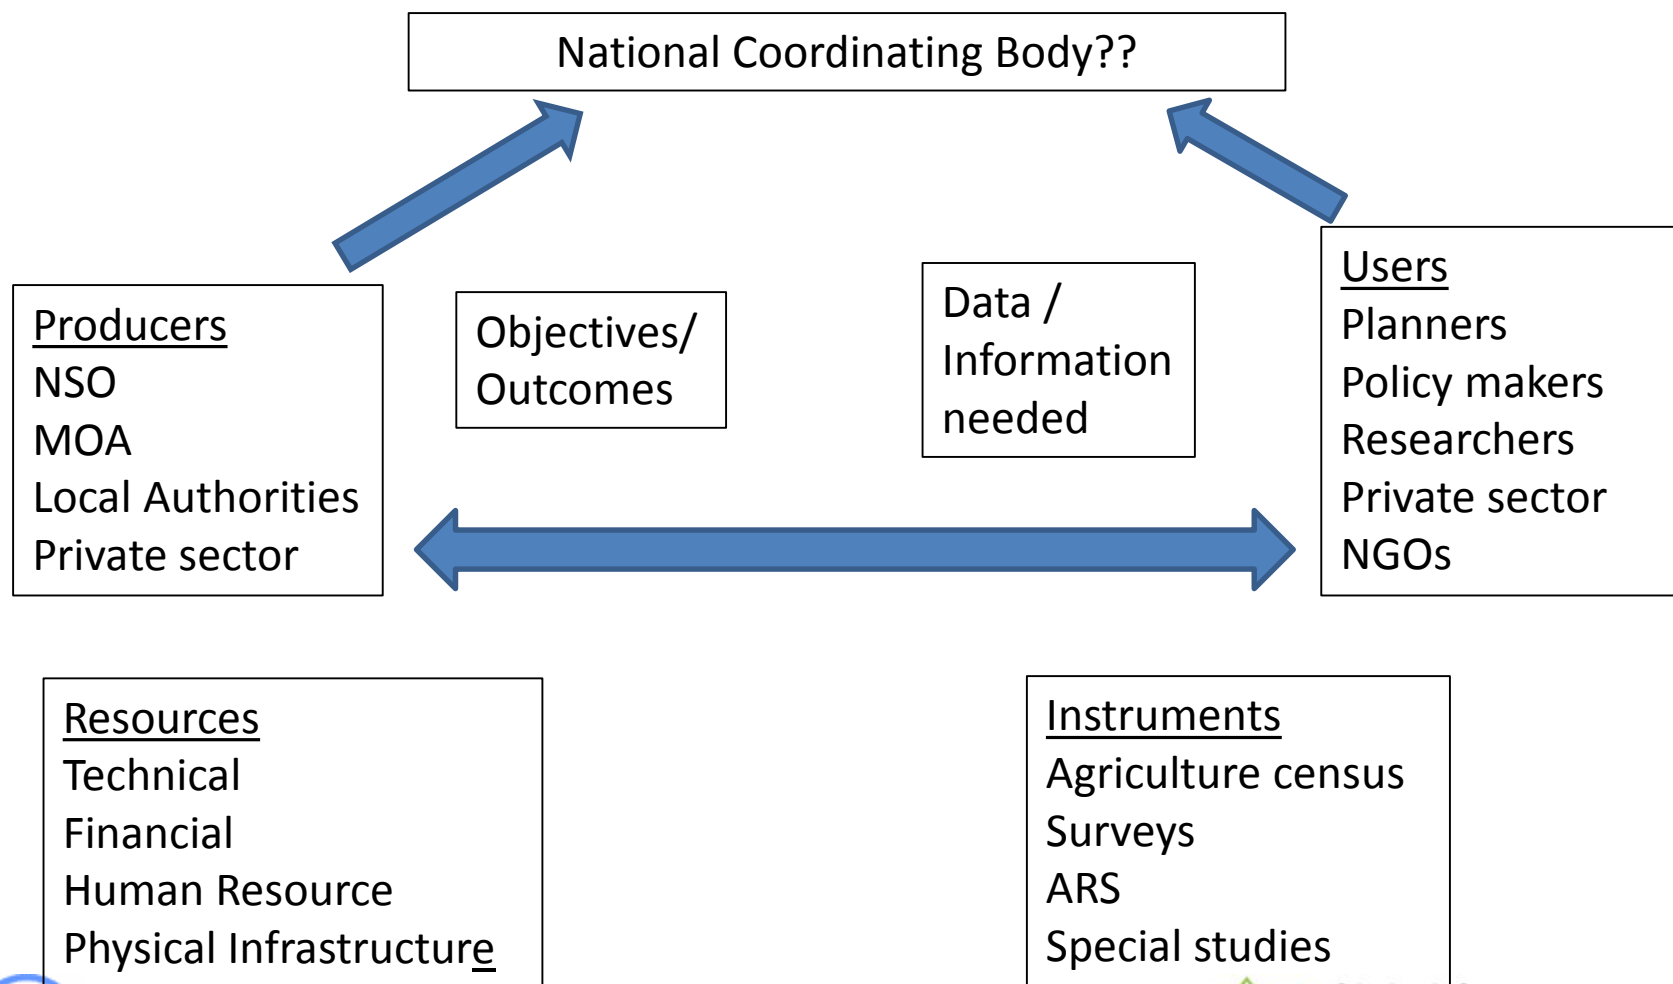 National Coordinating Body??
Producers
NSO
MOA
Local Authorities
Private sector
Objectives/
Outcomes
Data /
Information
needed
Users
Planners
Policy makers
Researchers
Private sector
NGOs
Resources
Technical
Financial
Human Resource
Physical Infrastructure
Instruments
Agriculture census
Surveys
ARS
Special studies